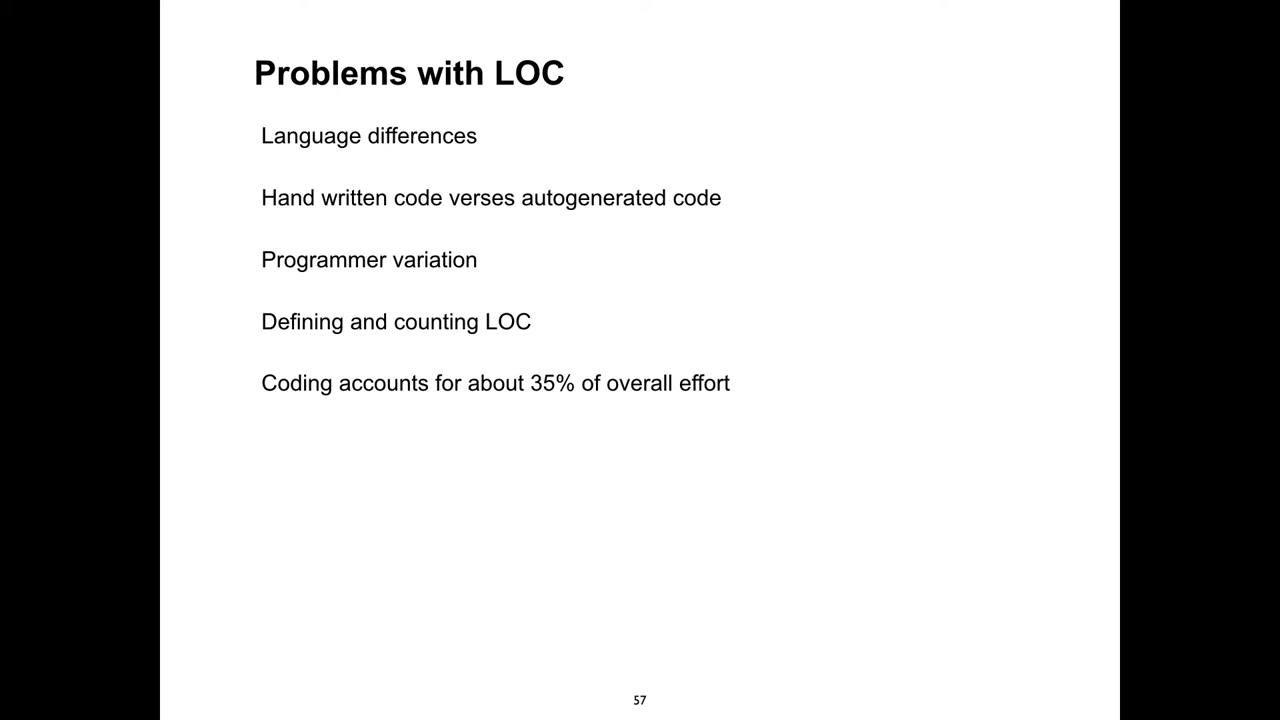 Problems with LOC
Language differences
Hand written code verses autogenerated code
Programmer variation
Defining and counting LOC
Coding accounts for about 35% of overall effort
57